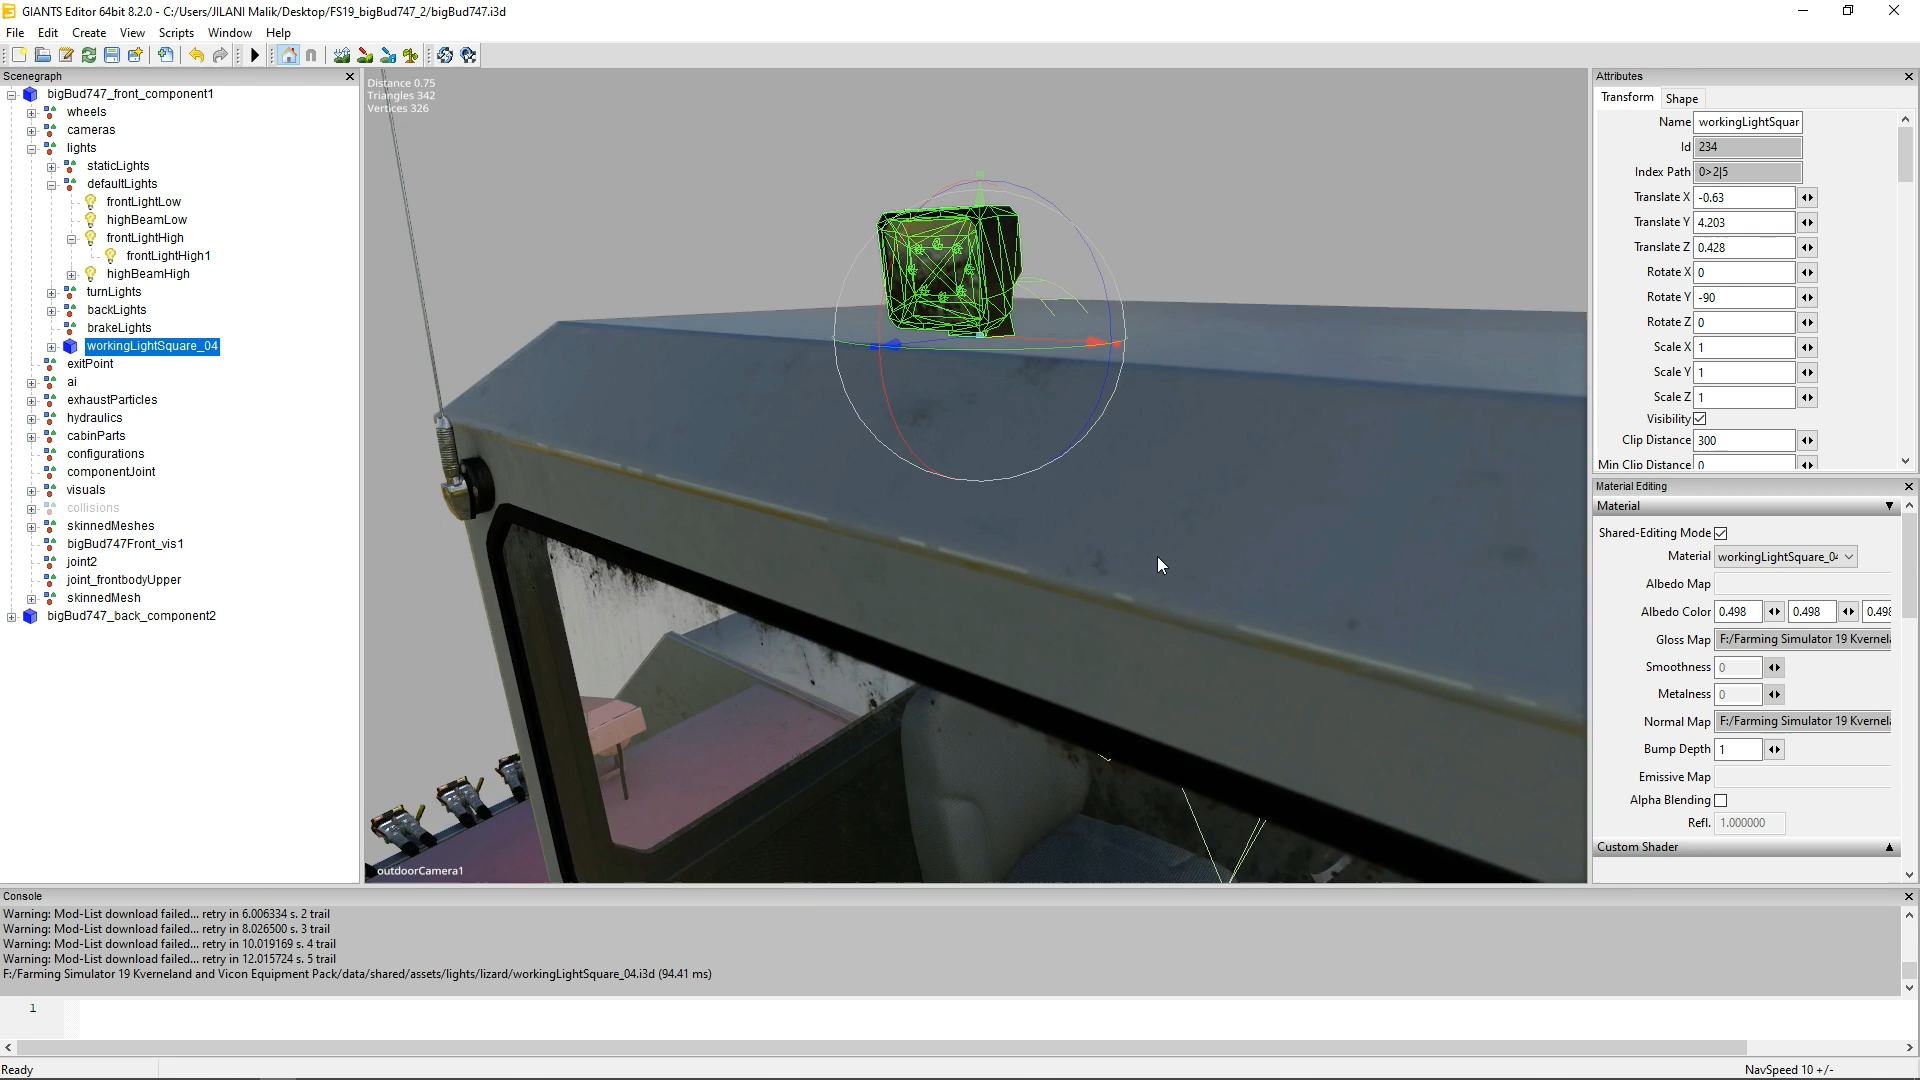 GIANTS Editor 64bit 8.2.0 - C:/Users/JILANI Malik/Desktop/FS19_bigBud747_2/bigBud747.i3d
File Edit Create View Scripts Window Help
Scenegraph
bigBud747_front_component1
wheels
cameras
lights
staticLights
defaultLights
frontLightLow
highBeamLow
frontLightHigh
frontLightHigh1
highBeamHigh
turnLights
backLights
brakeLights
workingLightSquare_04
exitPoint
ai
exhaustParticles
hydraulics
cabinParts
configurations
componentJoint
visuals
collisions
skinnedMeshes
bigBud747Front_vis1
joint2
joint_frontbodyUpper
skinnedMesh
bigBud747_back_component2
Distance 0.75
Triangles 342
Vertices 326
outdoorCamera1
Attributes
Transform Shape
Name workingLightSquar
Id 234
Index Path 0>2|5
Translate X -0.63
Translate Y 4.203
Translate Z 0.428
Rotate X 0
Rotate Y -90
Rotate Z 0
Scale X 1
Scale Y 1
Scale Z 1
Visibility
Clip Distance 300
Min Clip Distance 0
Material Editing
Material
Shared-Editing Mode
Material workingLightSquare_04
Albedo Map
Albedo Color 0.498 0.498 0.498
Gloss Map F:/Farming Simulator 19 Kvernel
Smoothness 0
Metalness 0
Normal Map F:/Farming Simulator 19 Kvernel
Bump Depth 1
Emissive Map
Alpha Blending
Refl. 1.000000
Custom Shader
Console
Warning: Mod-List download failed... retry in 6.006334 s. 2 trail
Warning: Mod-List download failed... retry in 8.026500 s. 3 trail
Warning: Mod-List download failed... retry in 10.019169 s. 4 trail
Warning: Mod-List download failed... retry in 12.015724 s. 5 trail
F:/Farming Simulator 19 Kverneland and Vicon Equipment Pack/data/shared/assets/lights/lizard/workingLightSquare_04.i3d (94.41 ms)
1
Ready
NavSpeed 10 +/-